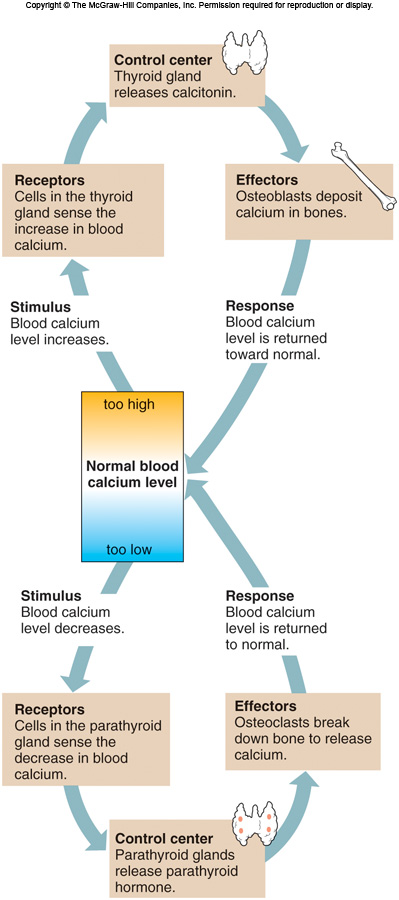 Copyright © The McGraw-Hill Companies, Inc. Permission required for reproduction or display.
Control center
Thyroid gland
releases calcitonin.
Receptors
Cells in the thyroid
gland sense the
increase in blood
calcium.
Effectors
Osteoblasts deposit
calcium in bones.
Stimulus
Blood calcium
level increases.
Response
Blood calcium
level is returned
toward normal.
too high
Normal blood
calcium level
too low
Stimulus
Blood calcium
level decreases.
Response
Blood calcium
level is returned
to normal.
Receptors
Cells in the parathyroid
gland sense the
decrease in blood
calcium.
Effectors
Osteoclasts break
down bone to release
calcium.
Control center
Parathyroid glands
release parathyroid
hormone.